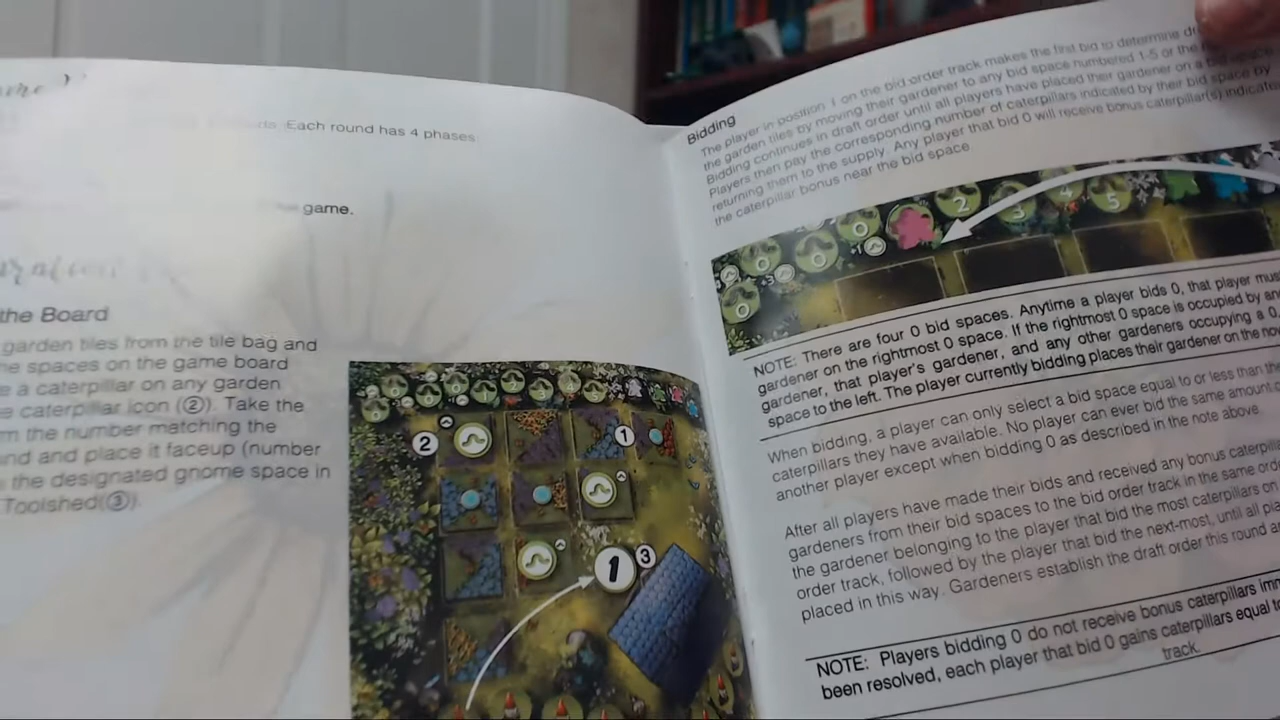 Each round has 4 phases
game.
the Board
garden tiles from the tile bag and
spaces on the game board
a caterpillar on any garden
caterpillar icon (②). Take the
the number matching the
and place it faceup (number
the designated gnome space in
Toolshed(③).
2
1
1
3
Bidding
The player in position 1 on the bid order track makes the first bid to determine
the garden tiles by moving their gardener to any bid space numbered 1-5 or the
Bidding continues in draft order until all players have placed their gardener on a bid space.
Players then pay the corresponding number of caterpillars indicated by their bid space by
returning them to the supply. Any player that bid 0 will receive bonus caterpillar(s) indicated
the caterpillar bonus near the bid space
0
0
0
0
2
3
4
5
NOTE: There are four 0 bid spaces. Anytime a player bids 0, that player must
gardener on the rightmost 0 space. If the rightmost 0 space is occupied by
gardener, that player's gardener, and any other gardeners occupying a 0,
space to the left. The player currently bidding places their gardener on the
When bidding, a player can only select a bid space equal to or less than the
caterpillars they have available. No player can ever bid the same amount
another player except when bidding 0 as described in the note above.
After all players have made their bids and received any bonus
gardeners from their bid spaces to the bid order track in the same
the gardener belonging to the player that bid the most caterpillars on
order track, followed by the player that bid the next-most, until all
placed in this way. Gardeners establish the draft order this round
NOTE: Players bidding 0 do not receive bonus caterpillars
been resolved, each player that bid 0 gains caterpillars equal
track.